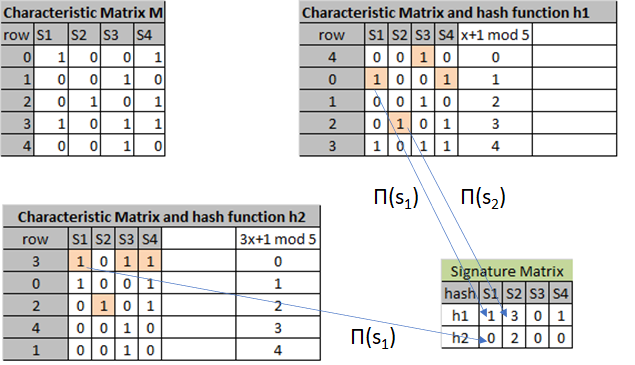 Characteristic Matrix M
row S1 S2 S3 S4
0 1 0 0 1
1 0 0 1 0
2 0 1 0 1
3 1 0 1 1
4 0 0 1 0
Characteristic Matrix and hash function h1
row S1 S2 S3 S4 x+1 mod 5
4 0 0 1 0 0
0 1 0 0 1 1
1 0 0 1 0 2
2 0 1 0 1 3
3 1 0 1 1 4
Π(s1) Π(s2)
Characteristic Matrix and hash function h2
row S1 S2 S3 S4 3x+1 mod 5
3 1 0 1 1 0
0 1 0 0 1 1
2 0 1 0 1 2
4 0 0 1 0 3
1 0 0 1 0 4
Π(s1)
Signature Matrix
hash S1 S2 S3 S4
h1 1 3 0 1
h2 0 2 0 0